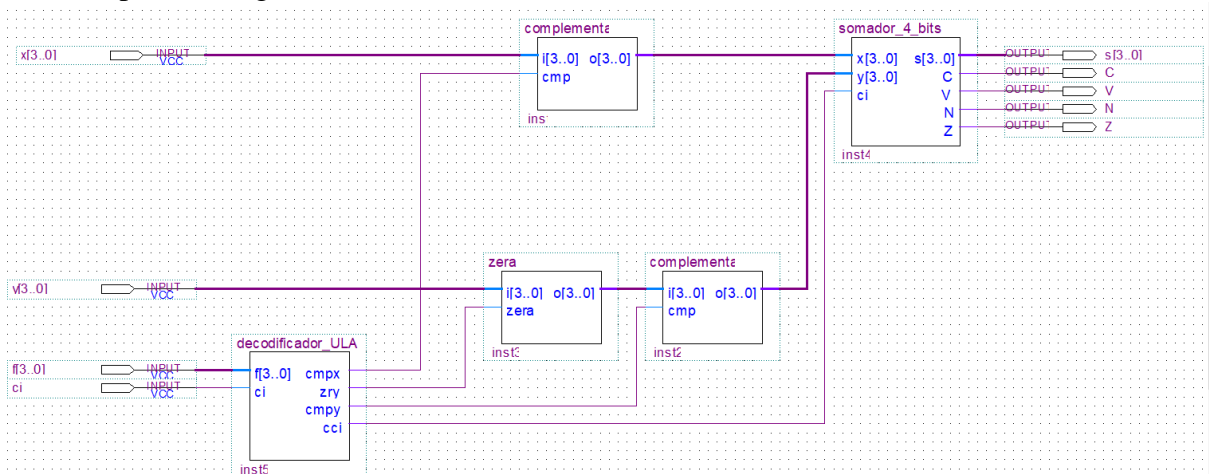 complementa
somador_4_bits
x[3..0]
INPUT
VCC
i[3..0] o[3..0]
cmp
ins
x[3..0] s[3..0]
y[3..0] C
ci V
N
Z
inst4
OUTPUT s[3..0]
OUTPUT C
OUTPUT V
OUTPUT N
OUTPUT Z
zera
complementa
y[3..0]
INPUT
VCC
i[3..0] o[3..0]
zera
inst3
i[3..0] o[3..0]
cmp
inst2
decodificador_ULA
f[3..0]
INPUT
VCC
ci
INPUT
VCC
f[3..0] cmpx
ci zry
cmpy
cci
inst5